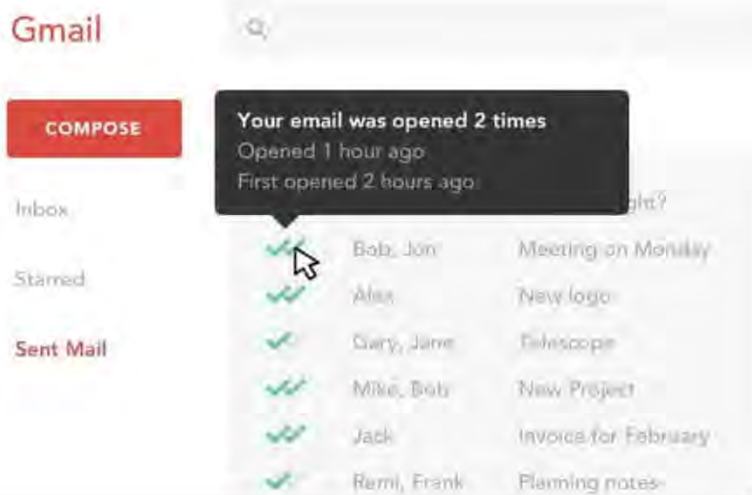 Gmail
COMPOSE
Your email was opened 2 times
Opened 1 hour ago
First opened 2 hours ago
Inbox
ght?
Bob, Jon Meeting on Monday
Starred
Alex New logo
Sent Mail
Gary, Jane Telescope
Mike, Bob New Project
Jack Invoice for February
Remi, Frank Planning notes